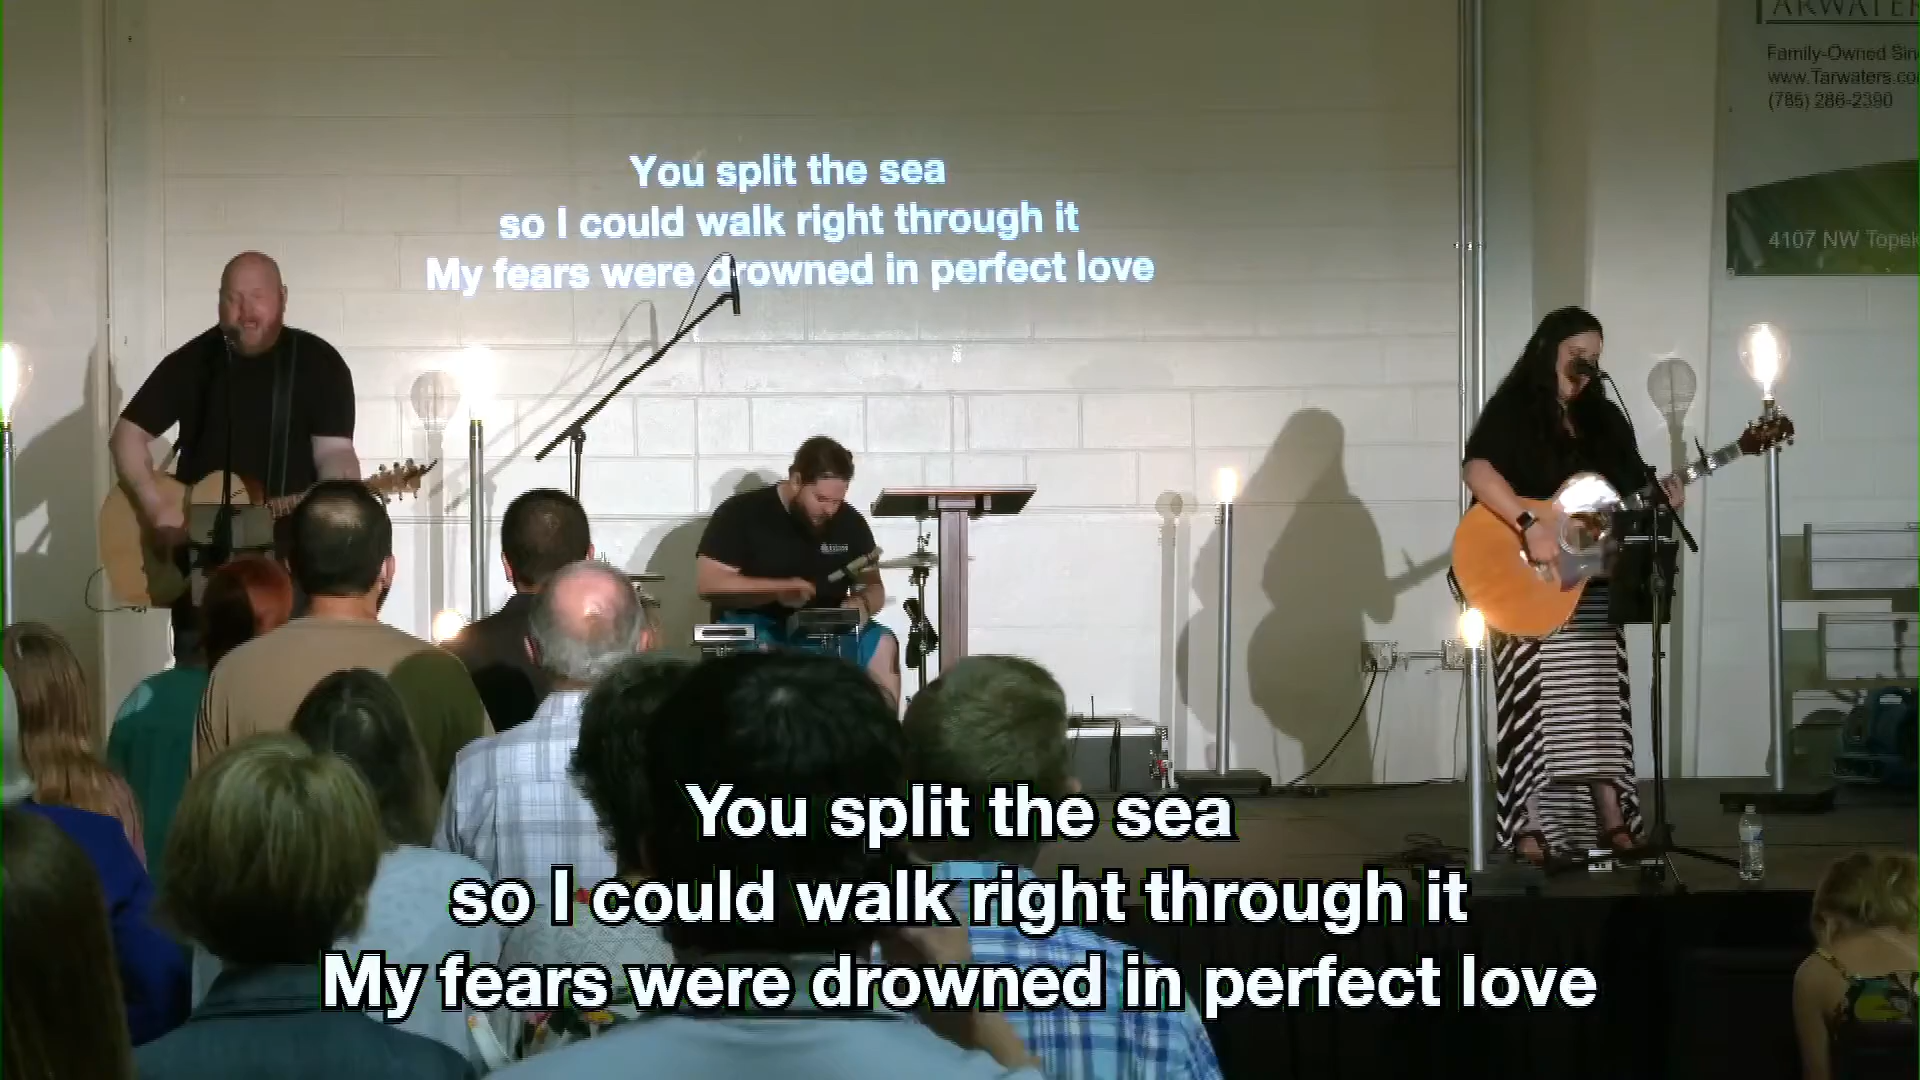 TARWATER
Family-Owned Sin
www.Tarwaters.co
(785) 286-2390
4107 NW Topek
You split the sea
so I could walk right through it
My fears were drowned in perfect love
You split the sea
so I could walk right through it
My fears were drowned in perfect love